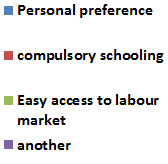 Personal preference
compulsory schooling
Easy access to labour
market
another